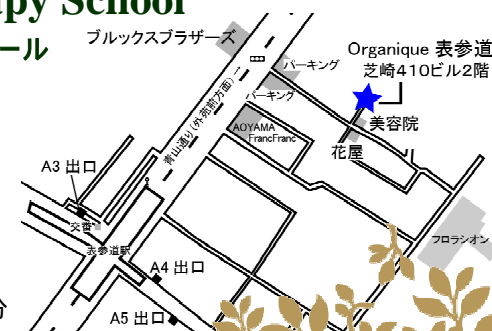 apy School
ール
ブルックスブラザーズ
Organique 表参道
芝崎410ビル2階
パーキング
パーキング
青山通り(外苑前方面)→
美容院
AOYAMA
FrancFranc
花屋
A3 出口
交番
表参道駅
フロラシオン
A4 出口
分
A5 出口